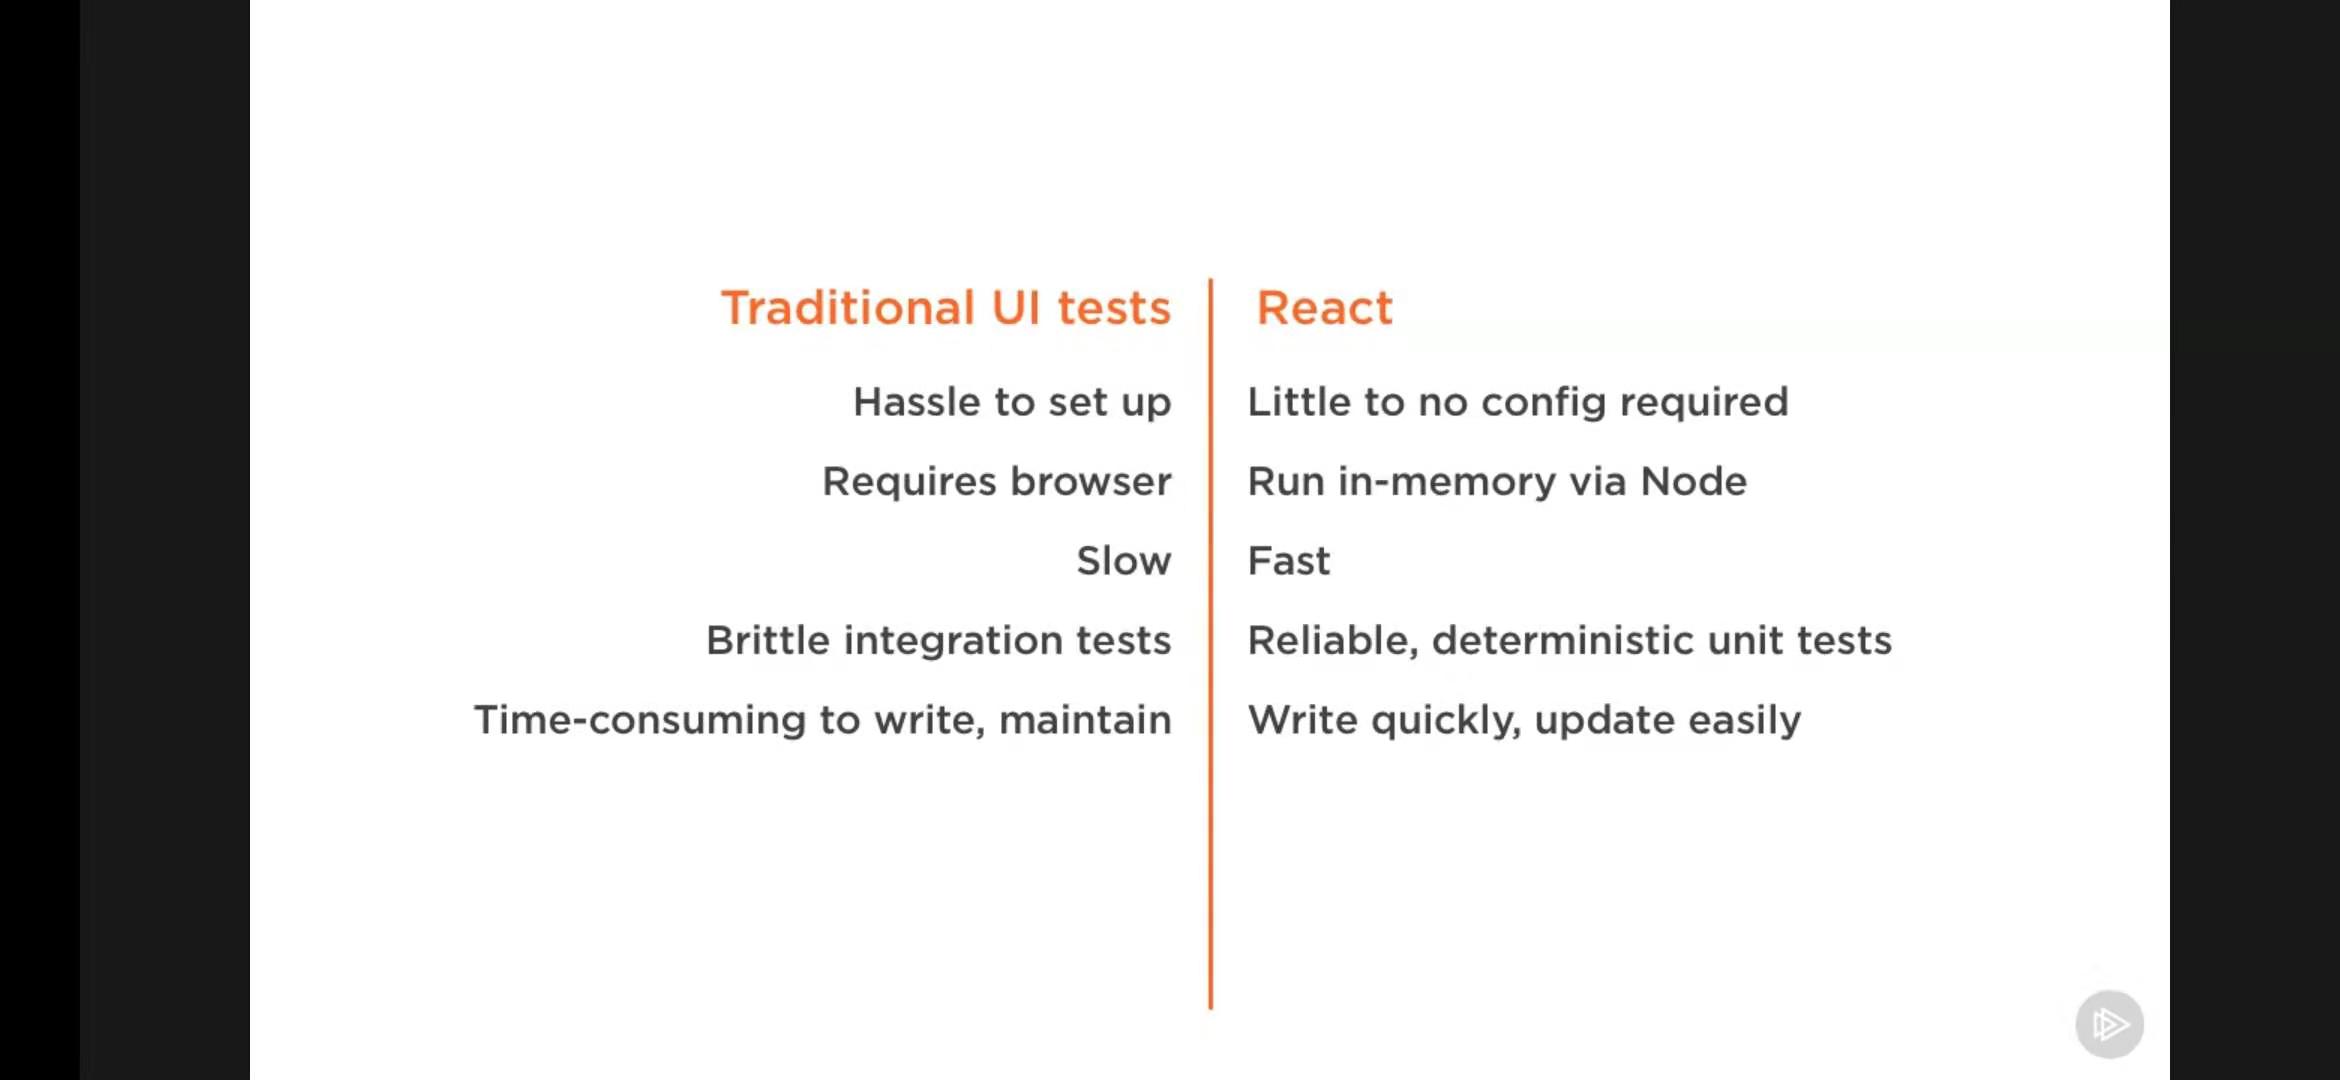 Traditional UI tests
Hassle to set up
Requires browser
Slow
Brittle integration tests
Time-consuming to write, maintain
React
Little to no config required
Run in-memory via Node
Fast
Reliable, deterministic unit tests
Write quickly, update easily